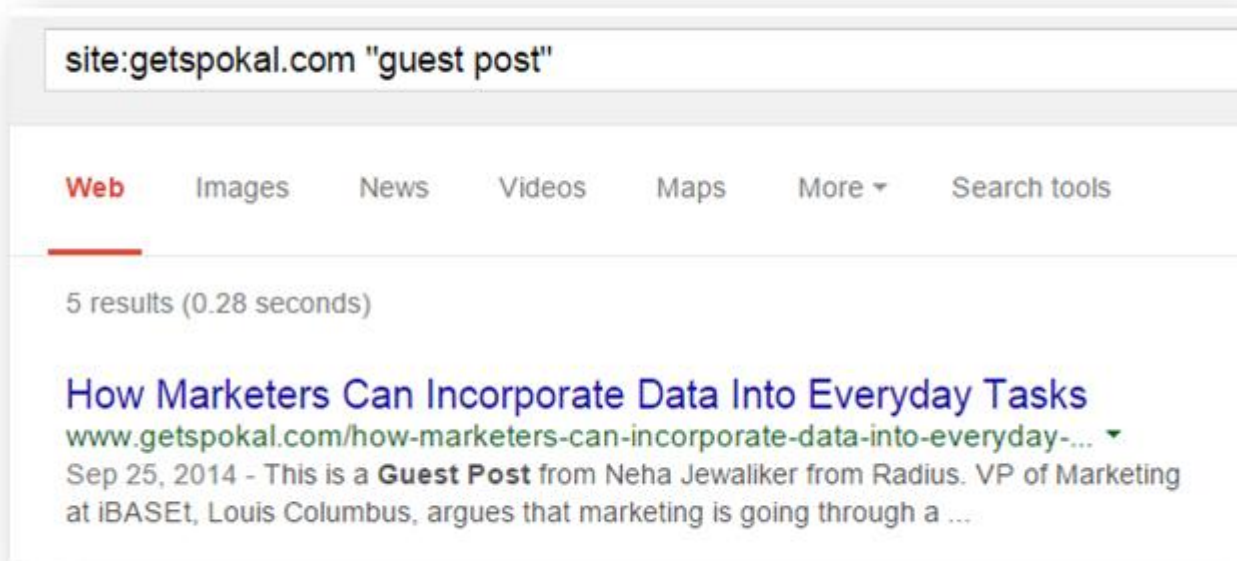 site:getspokal.com "guest post"
Web Images News Videos Maps More Search tools
5 results (0.28 seconds)
How Marketers Can Incorporate Data Into Everyday Tasks
www.getspokal.com/how-marketers-can-incorporate-data-into-everyday-...
Sep 25, 2014 - This is a Guest Post from Neha Jewaliker from Radius. VP of Marketing
at iBASEt, Louis Columbus, argues that marketing is going through a ...